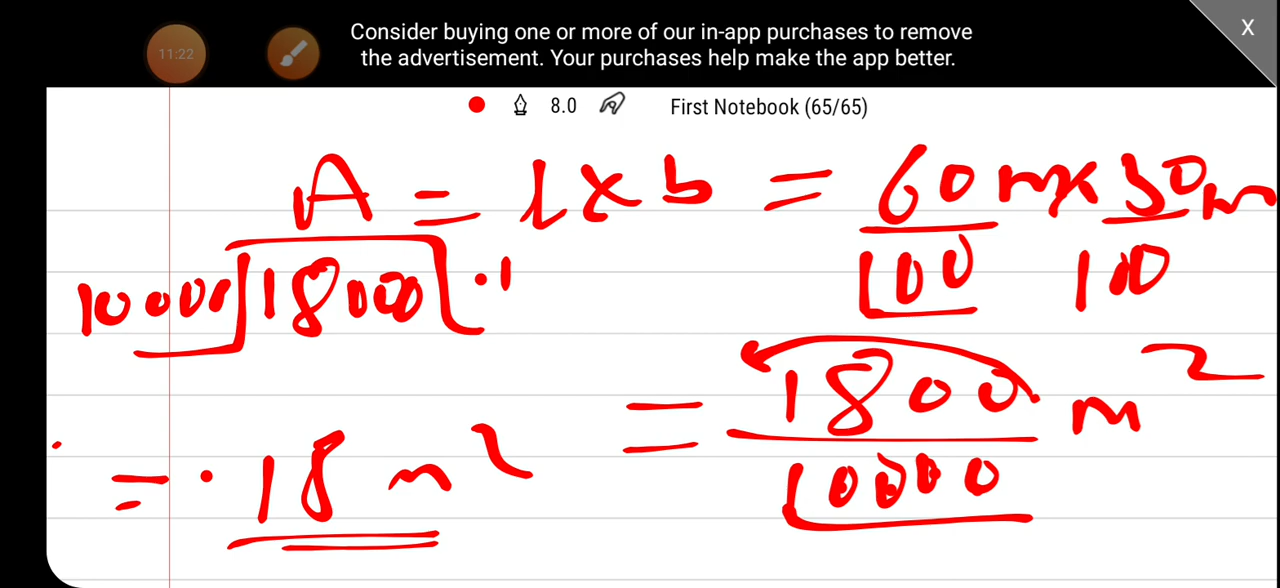 Consider buying one or more of our in-app purchases to remove
the advertisement. Your purchases help make the app better.
X
11:22
8.0 First Notebook (65/65)
A = l x b = 60m x 30m
100 100
10000 18000 .1
= 1800 m 2
10000
= .18 m 2